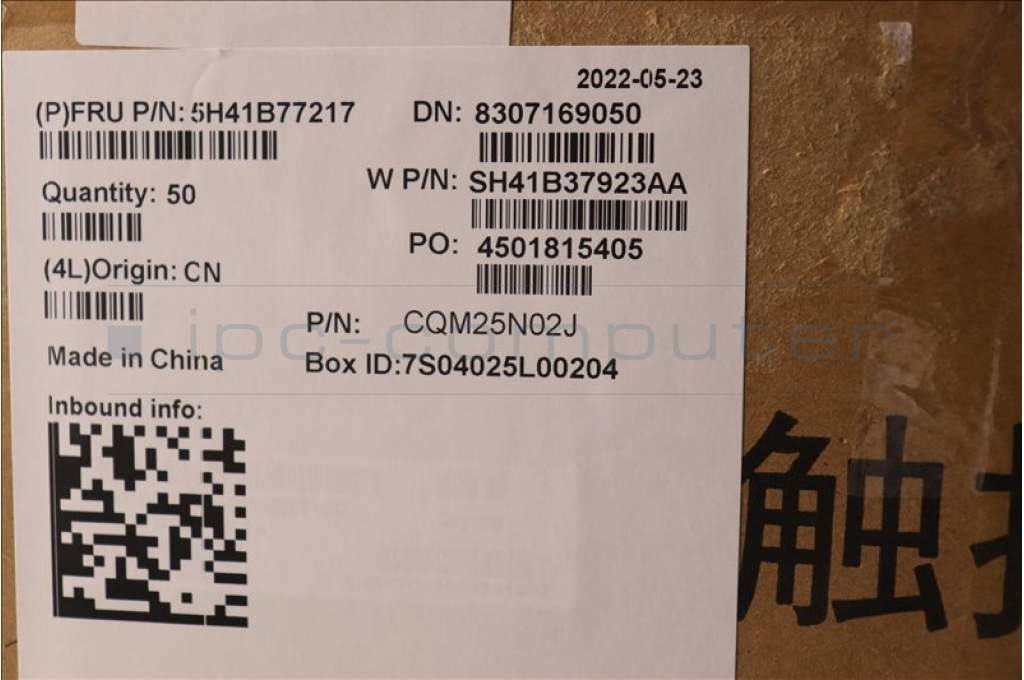 2022-05-23
(P)FRU P/N: 5H41B77217
DN: 8307169050
Quantity: 50
W P/N: SH41B37923AA
PO: 4501815405
(4L)Origin: CN
P/N: CQM25N02J
Made in China
Box ID:7S04025L00204
Inbound info:
ipc-computer
触